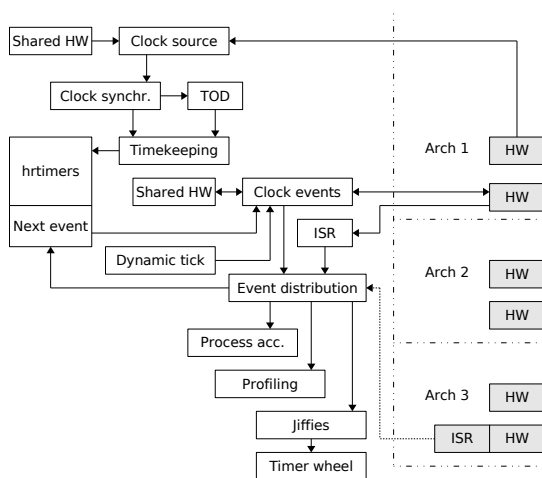 Shared HW
Clock source
Clock synchr.
TOD
Timekeeping
Arch 1
HW
hrtimers
Shared HW
Clock events
HW
Next event
ISR
Dynamic tick
Arch 2
HW
Event distribution
HW
Process acc.
Profiling
Arch 3
HW
Jiffies
ISR
HW
Timer wheel